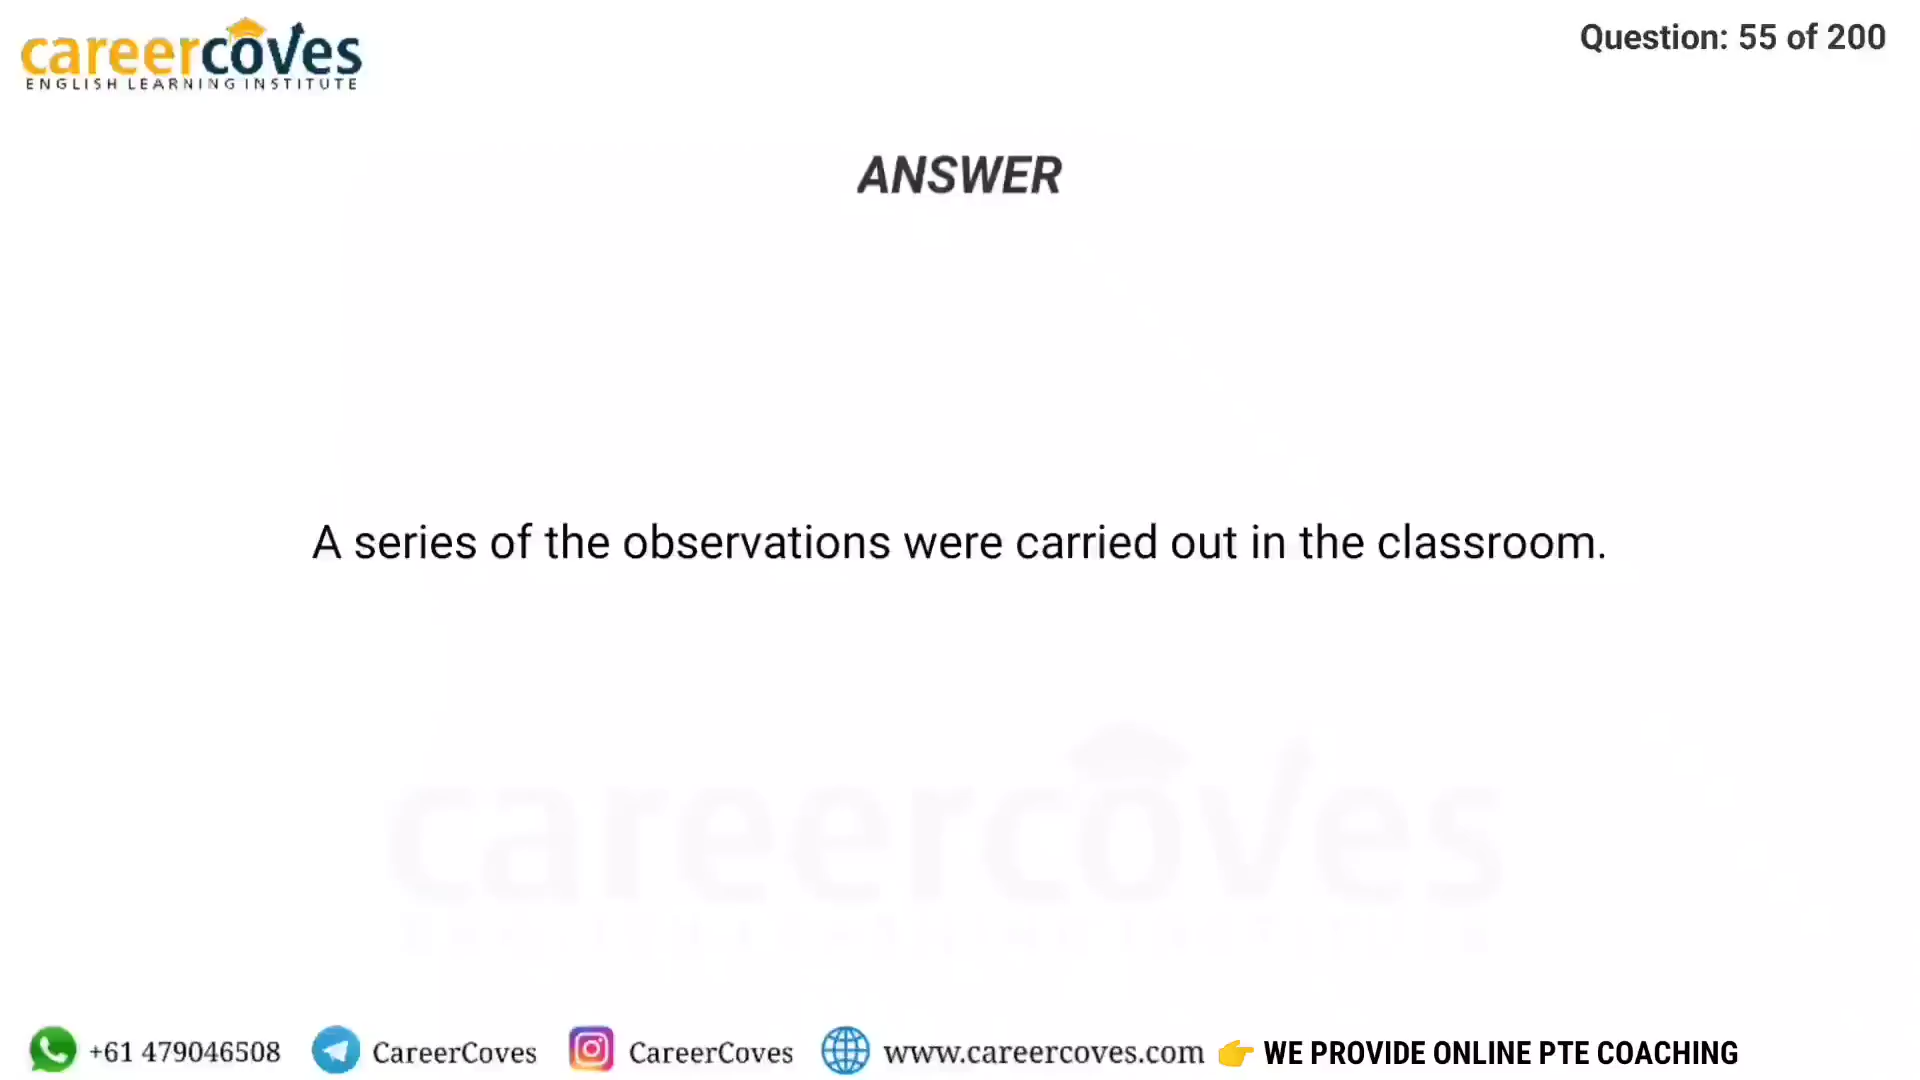 careercoves
ENGLISH LEARNING INSTITUTE
Question: 55 of 200
ANSWER
A series of the observations were carried out in the classroom.
careercoves
+61 479046508 CareerCoves CareerCoves www.careercoves.com 👉 WE PROVIDE ONLINE PTE COACHING